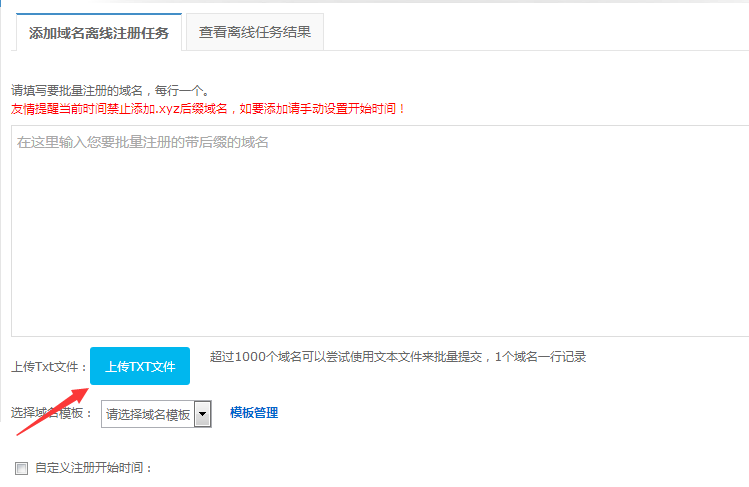 添加域名离线注册任务 查看离线任务结果
请填写要批量注册的域名，每行一个。
友情提醒当前时间禁止添加.xyz后缀域名，如要添加请手动设置开始时间！
在这里输入您要批量注册的带后缀的域名
上传Txt文件： 上传TXT文件 超过1000个域名可以尝试使用文本文件来批量提交，1个域名一行记录
选择域名模板： 请选择域名模板 模板管理
自定义注册开始时间：